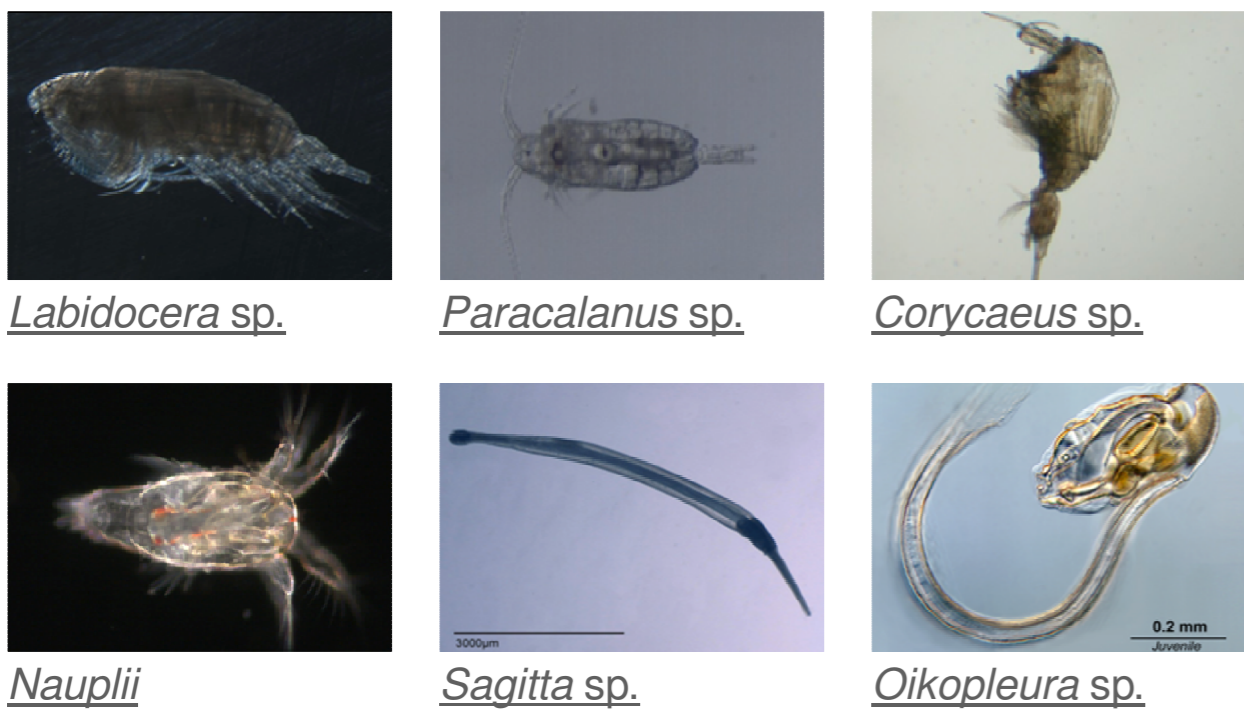 Labidocera sp.
Paracalanus sp.
Corycaeus sp.
3000µm
0.2 mm
Juvenile
Nauplii
Sagitta sp.
Oikopleura sp.